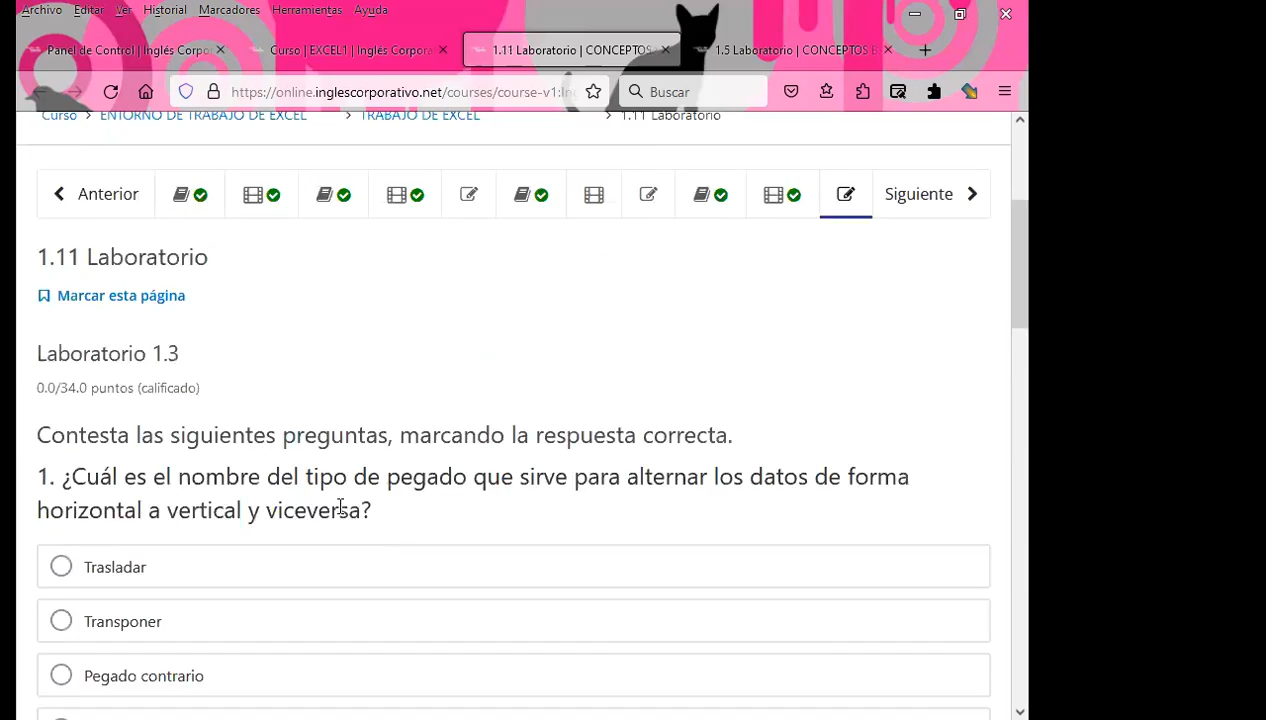 Archivo Editar Ver Historial Marcadores Herramientas Ayuda
Panel de Control | Inglés Corpor
Curso | EXCEL1 | Inglés Corpora
1.11 Laboratorio | CONCEPTOS
1.5 Laboratorio | CONCEPTOS B
https://online.inglescorporativo.net/courses/course-v1:In
Buscar
Curso > ENTORNO DE TRABAJO DE EXCEL > TRABAJO DE EXCEL > 1.11 Laboratorio
Anterior
Siguiente
1.11 Laboratorio
Marcar esta página
Laboratorio 1.3
0.0/34.0 puntos (calificado)
Contesta las siguientes preguntas, marcando la respuesta correcta.
1. ¿Cuál es el nombre del tipo de pegado que sirve para alternar los datos de forma
horizontal a vertical y viceversa?
Trasladar
Transponer
Pegado contrario